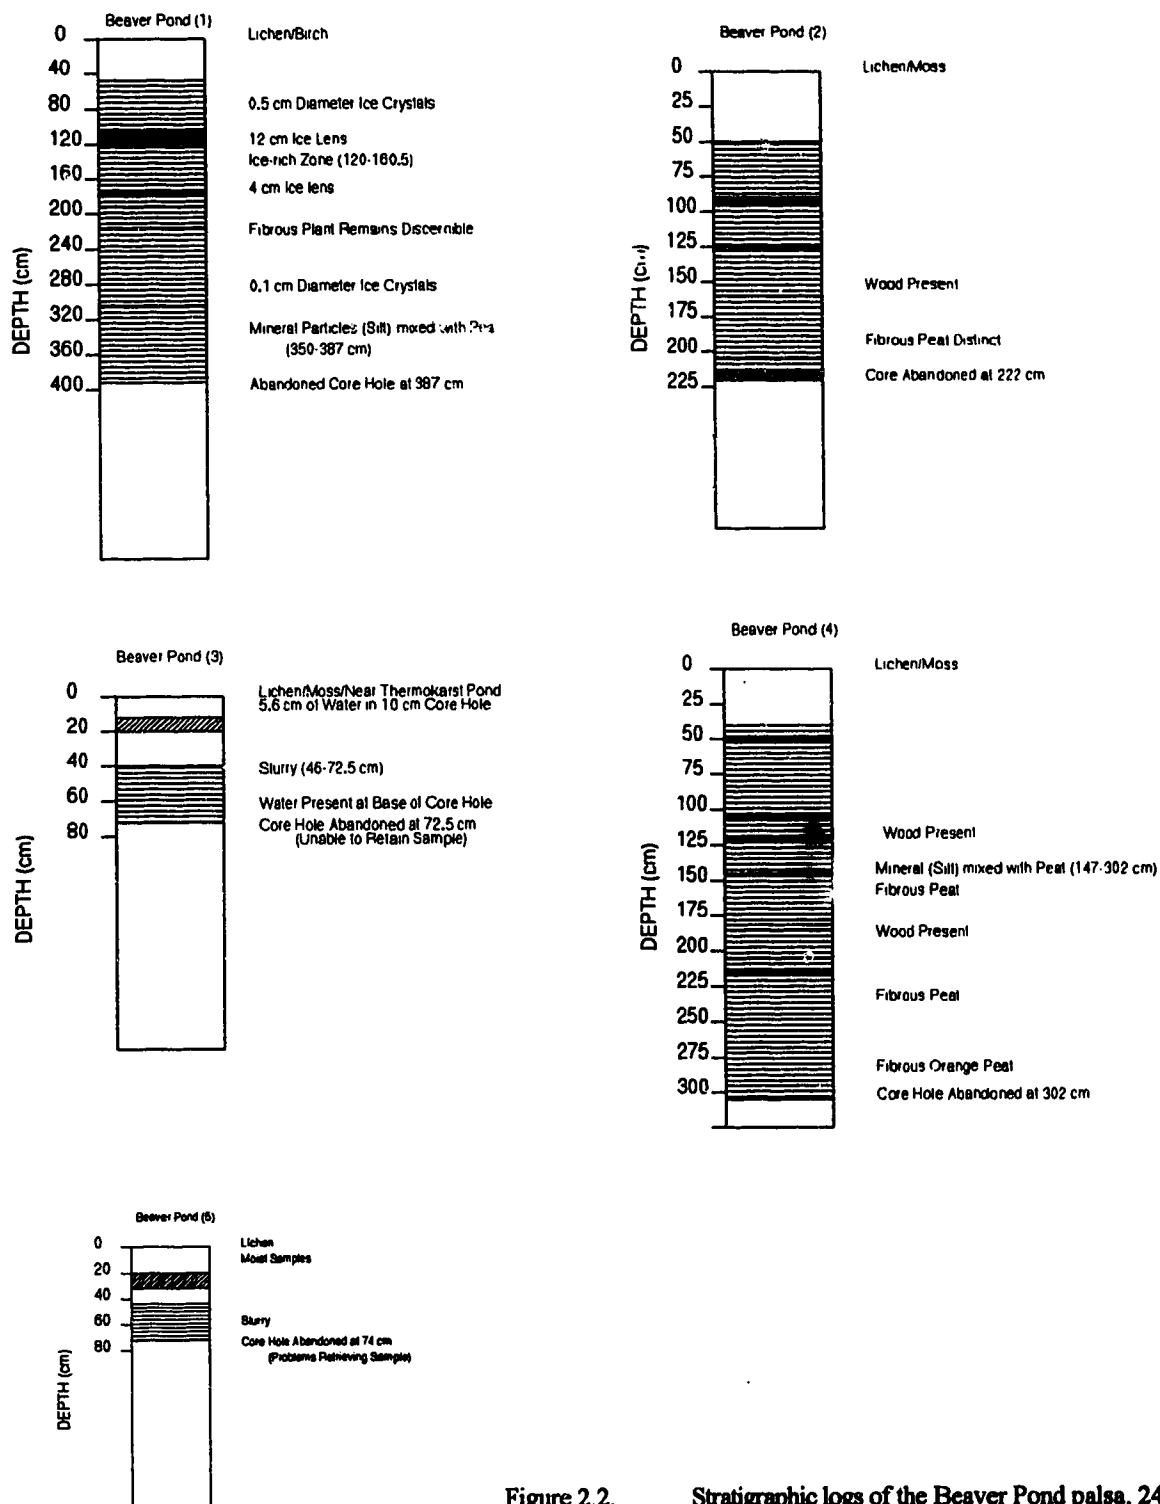 Beaver Pond (1)
Lichen/Birch
0
40
80
120
160
200
240
280
320
360
400
DEPTH (cm)
0.5 cm Diameter Ice Crystals
12 cm Ice Lens
Ice-rich Zone (120-160.5)
4 cm Ice lens
Fibrous Plant Remains Discernible
0.1 cm Diameter Ice Crystals
Mineral Particles (Silt) mixed with
(350-387 cm)
Abandoned Core Hole at 387 cm
Beaver Pond (2)
Lichen/Moss
0
25
50
75
100
125
150
175
200
225
DEPTH (cm)
Wood Present
Fibrous Peat Distinct
Core Abandoned at 222 cm
Beaver Pond (3)
0
20
40
60
80
DEPTH (cm)
Lichen/Moss/Near Thermokarst Pond
5.6 cm of Water in 10 cm Core Hole
Slurry (46-72.5 cm)
Water Present at Base of Core Hole
Core Hole Abandoned at 72.5 cm
(Unable to Retain Sample)
Beaver Pond (4)
Lichen/Moss
0
25
50
75
100
125
150
175
200
225
250
275
300
DEPTH (cm)
Wood Present
Mineral (Silt) mixed with Peat (147-302 cm)
Fibrous Peat
Wood Present
Fibrous Peat
Fibrous Orange Peat
Core Hole Abandoned at 302 cm
Beaver Pond (5)
0
20
40
60
80
DEPTH (cm)
Lichen
Moist Samples
Slurry
Core Hole Abandoned at 74 cm
(Problems Retrieving Sample)
Figure 2.2. Stratigraphic logs of the Beaver Pond palsa. 24